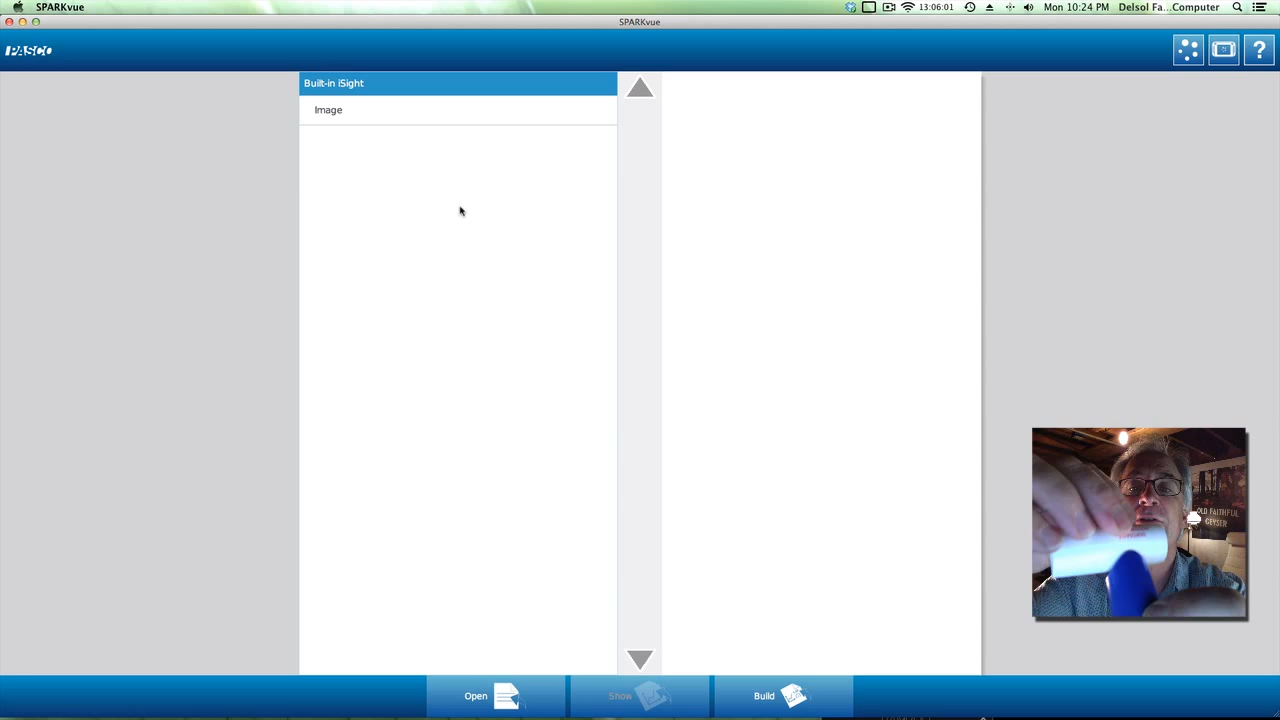 SPARKvue
13:06:01
Mon 10:24 PM
Delsol Fa...Computer
SPARKvue
PASCO
?
Built-in iSight
Image
OLD FAITHFUL
GEYSER
Open
Show
Build